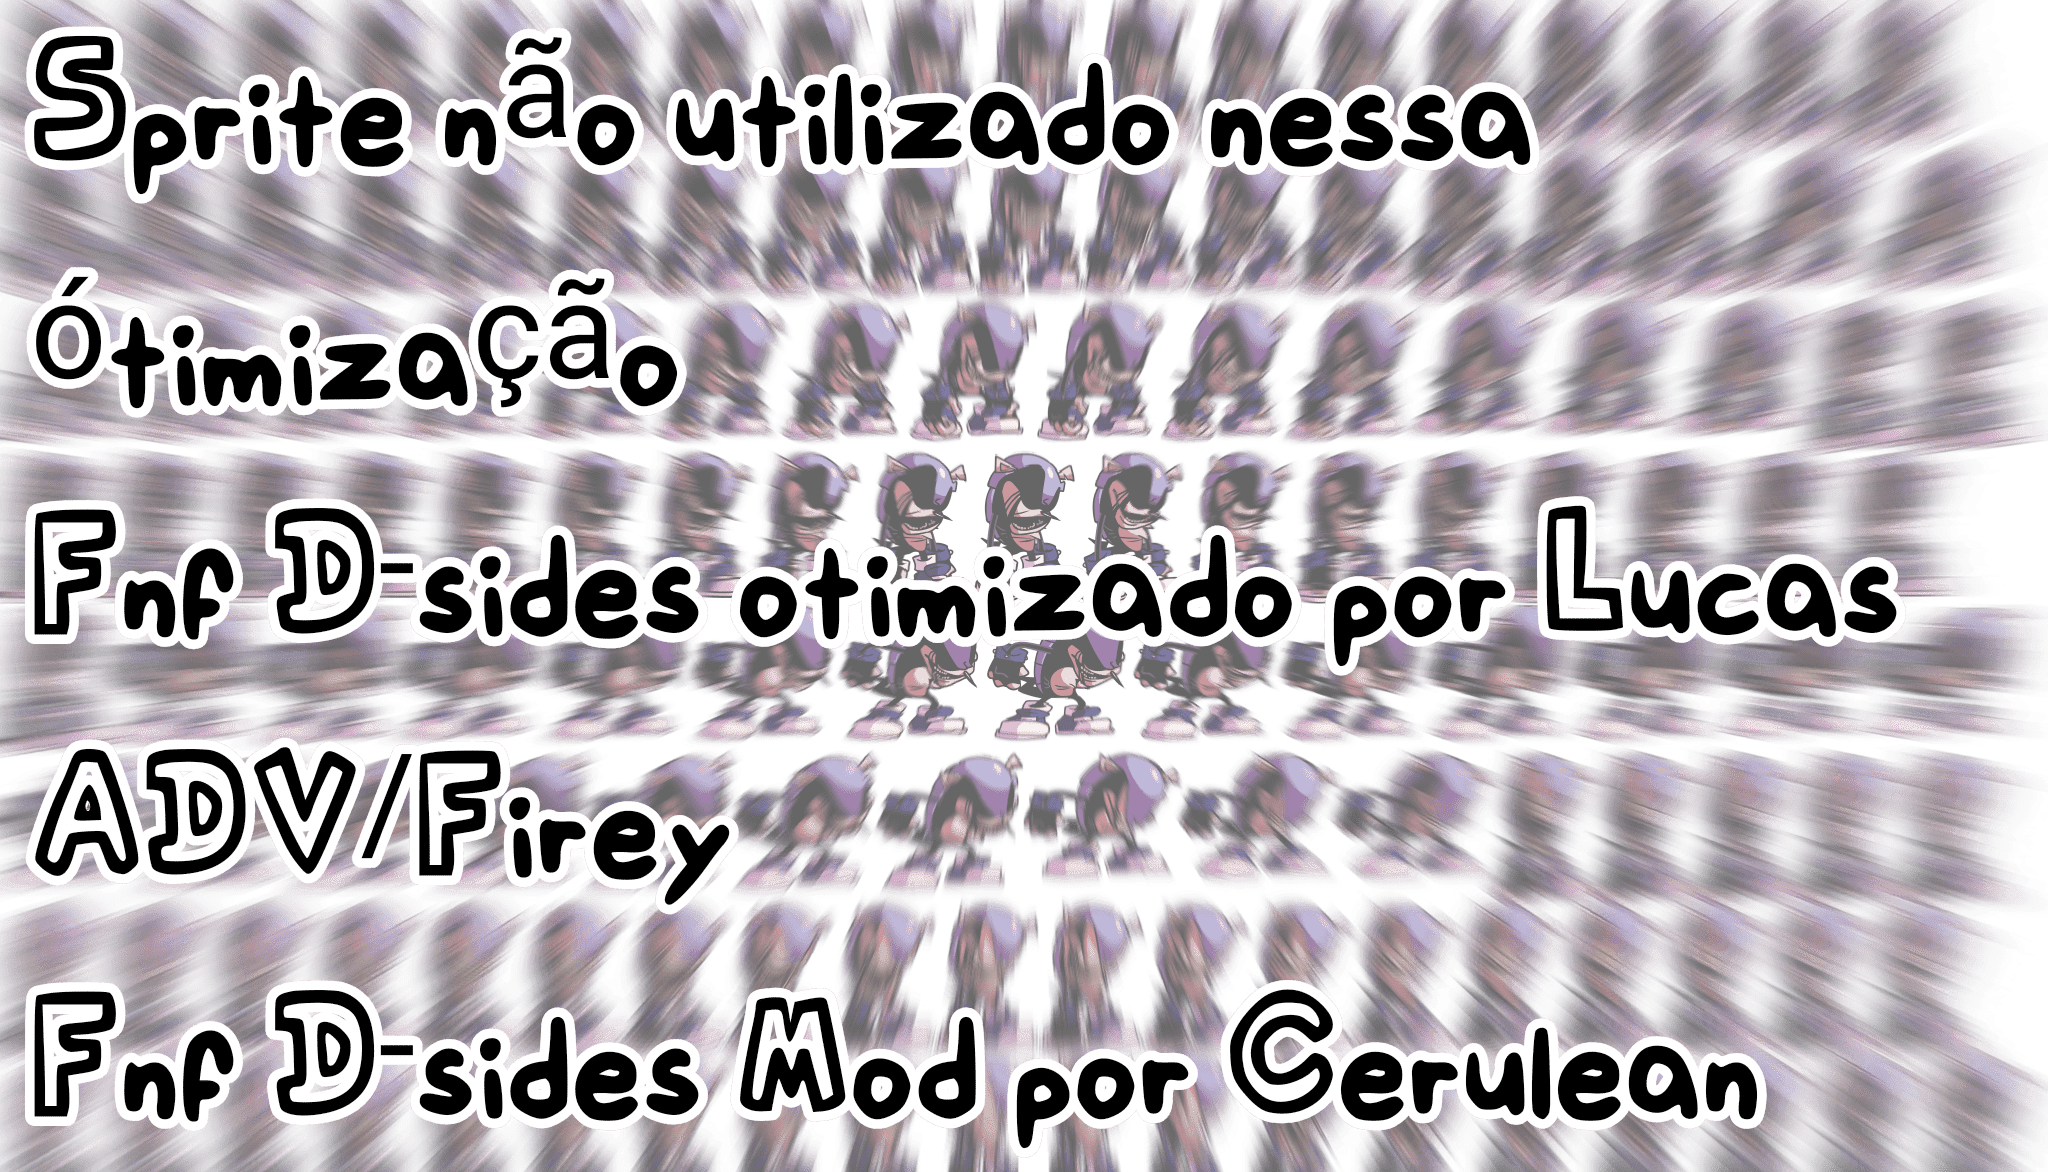 Sprite não utilizado nessa
ótimização
Fnf D-sides otimizado por Lucas
ADV/Firey
Fnf D-sides Mod por Cerulean